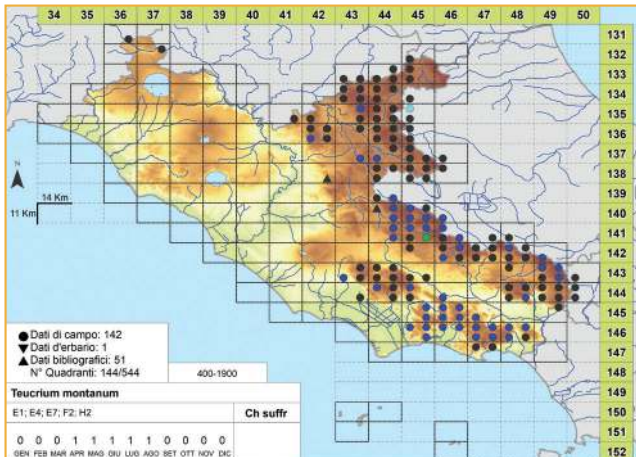 34 35 36 37 38 39 40 41 42 43 44 45 46 47 48 49 50
131
132
133
134
135
136
137
138
139
140
141
142
143
144
145
146
147
148
149
150
151
152
N
14 Km
11 Km
Dati di campo: 142
Dati d'erbario: 1
Dati bibliografici: 51
N° Quadranti: 144/544
400-1900
Teucrium montanum
E1; E4; E7; F2; H2
Ch suffr
0 0 0 1 1 1 1 1 0 0 0 0
GEN FEB MAR APR MAG GIU LUG AGO SET OTT NOV DIC